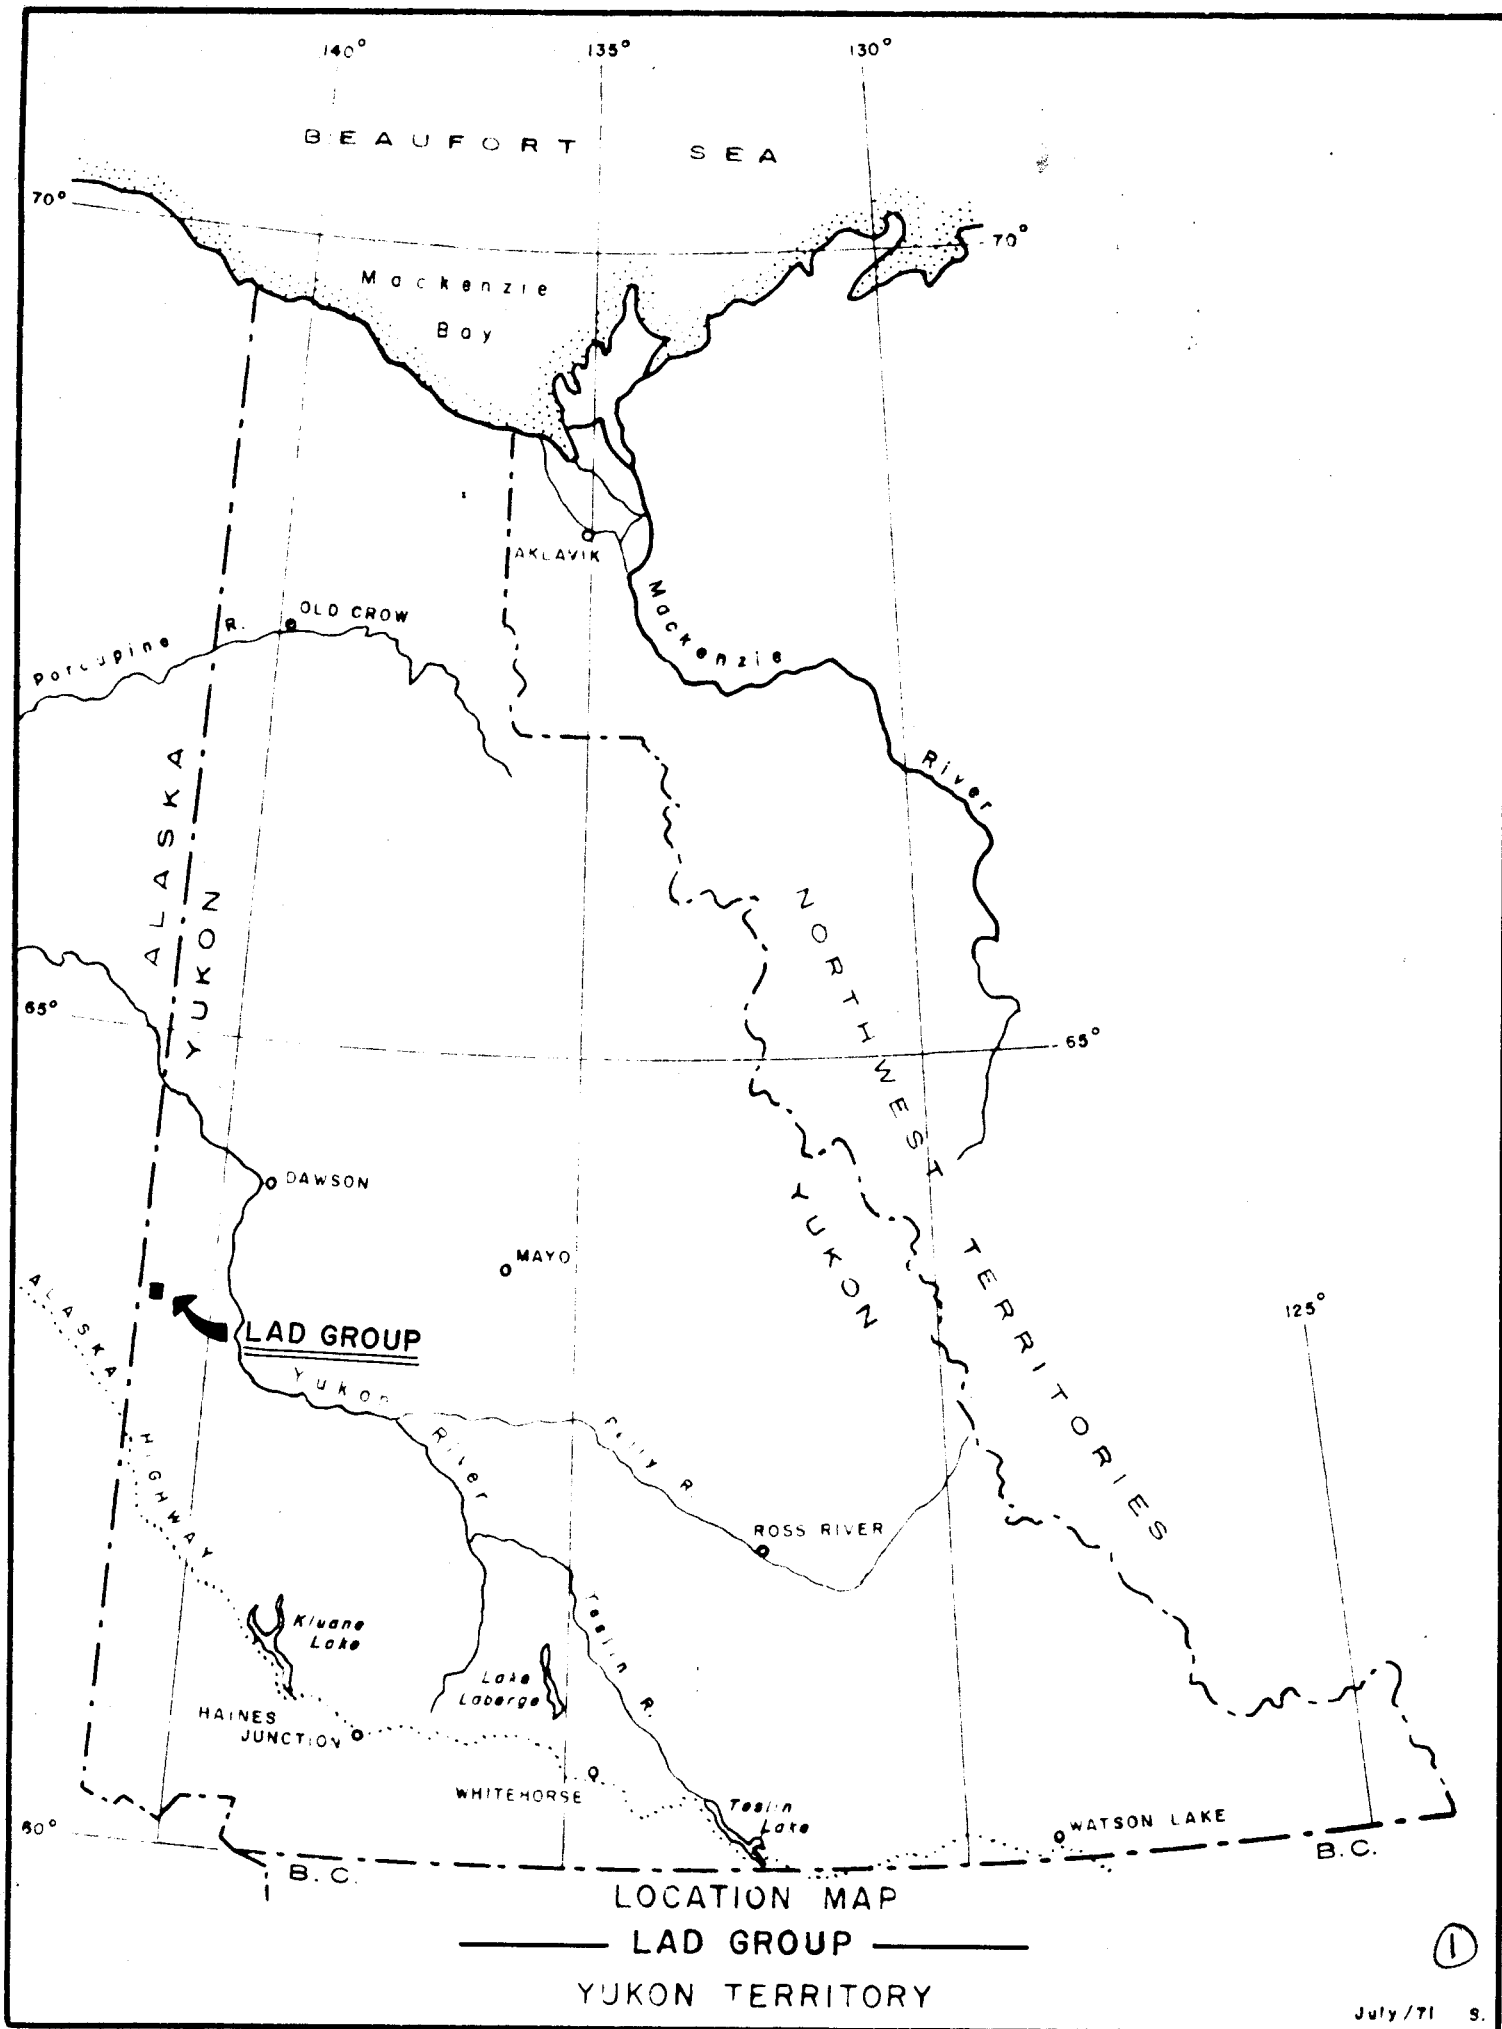 140° 135° 130°
BEAUFORT SEA
70°
70°
Mackenzie
Bay
AKLAVIK
OLD CROW
Porcupine R.
Mackenzie River
ALASKA
YUKON
NORTHWEST TERRITORIES
YUKON
65°
65°
DAWSON
MAYO
LAD GROUP
ALASKA HIGHWAY
Yukon River
Pelly R.
125°
ROSS RIVER
Kluane
Lake
Teslin R.
Lake
Laberge
HAINES
JUNCTION
WHITEHORSE
Teslin
Lake
WATSON LAKE
60°
B.C.
B.C.
LOCATION MAP
LAD GROUP
YUKON TERRITORY
1
July/71 S.